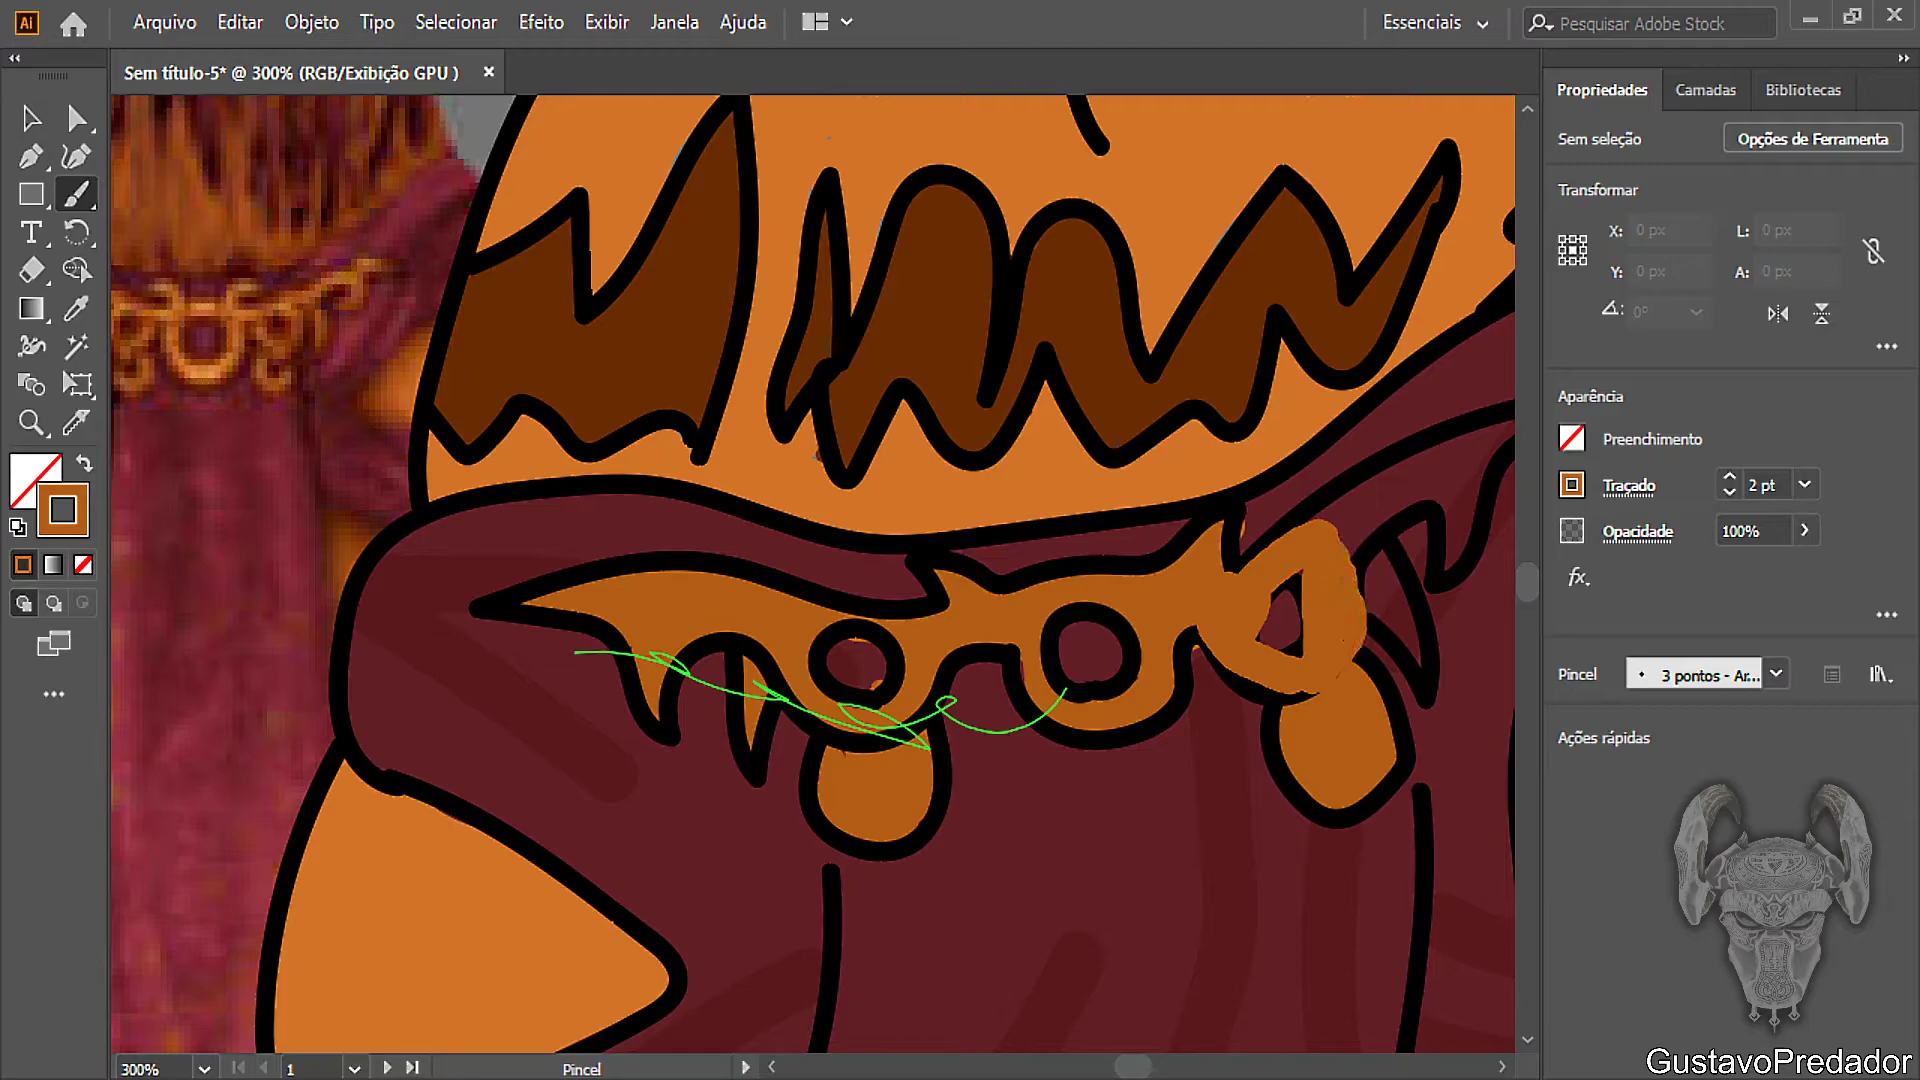 Ai Arquivo Editar Objeto Tipo Selecionar Efeito Exibir Janela Ajuda Essenciais Pesquisar Adobe Stock
Sem título-5* @ 300% (RGB/Exibição GPU ) ×
Propriedades Camadas Bibliotecas
Sem seleção Opções de Ferramenta
Transformar
X: 0 px L: 0 px
Y: 0 px A: 0 px
0°
Aparência
Preenchimento
Traçado 2 pt
Opacidade 100%
fx.
Pincel 3 pontos - Ar...
Ações rápidas
300% 1 Pincel
GustavoPredador